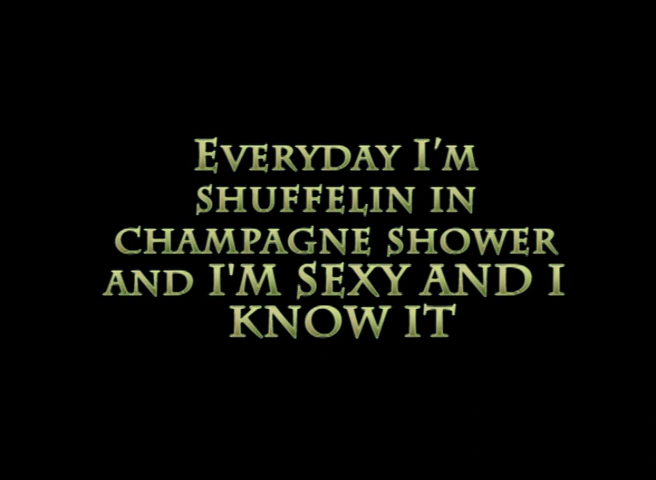 Everyday I'm
shuffelin in
champagne shower
and I'M SEXY AND I
KNOW IT